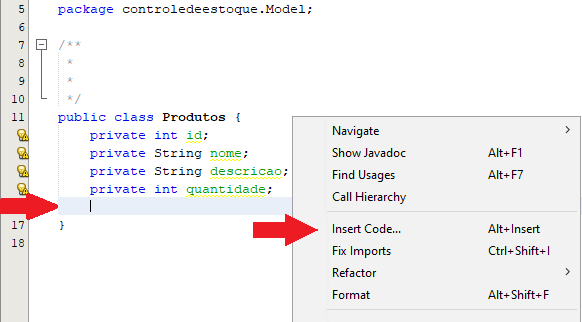 5 package controledeestoque.Model;
6
7 /**
8 *
9 *
10 */
11 public class Produtos {
private int id;
private String nome;
private String descricao;
private int quantidade;
17 }
18
Navigate
Show Javadoc Alt+F1
Find Usages Alt+F7
Call Hierarchy
Insert Code... Alt+Insert
Fix Imports Ctrl+Shift+I
Refactor
Format Alt+Shift+F